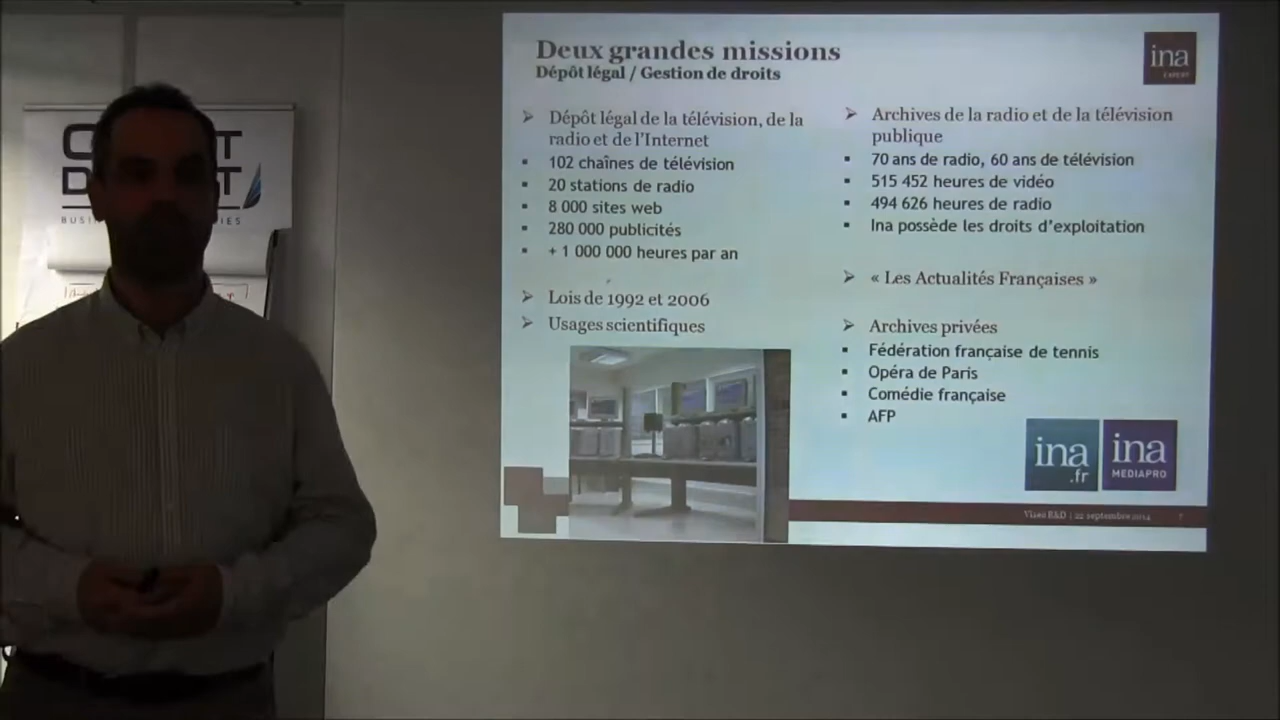 Deux grandes missions
Dépôt légal / Gestion de droits
ina
EXPERT
Dépôt légal de la télévision, de la
radio et de l'Internet
102 chaînes de télévision
20 stations de radio
8 000 sites web
280 000 publicités
+ 1 000 000 heures par an
Lois de 1992 et 2006
Usages scientifiques
Archives de la radio et de la télévision
publique
70 ans de radio, 60 ans de télévision
515 452 heures de vidéo
494 626 heures de radio
Ina possède les droits d'exploitation
« Les Actualités Françaises »
Archives privées
Fédération française de tennis
Opéra de Paris
Comédie française
AFP
ina
.fr
ina
MEDIAPRO
22 septembre 2014
7